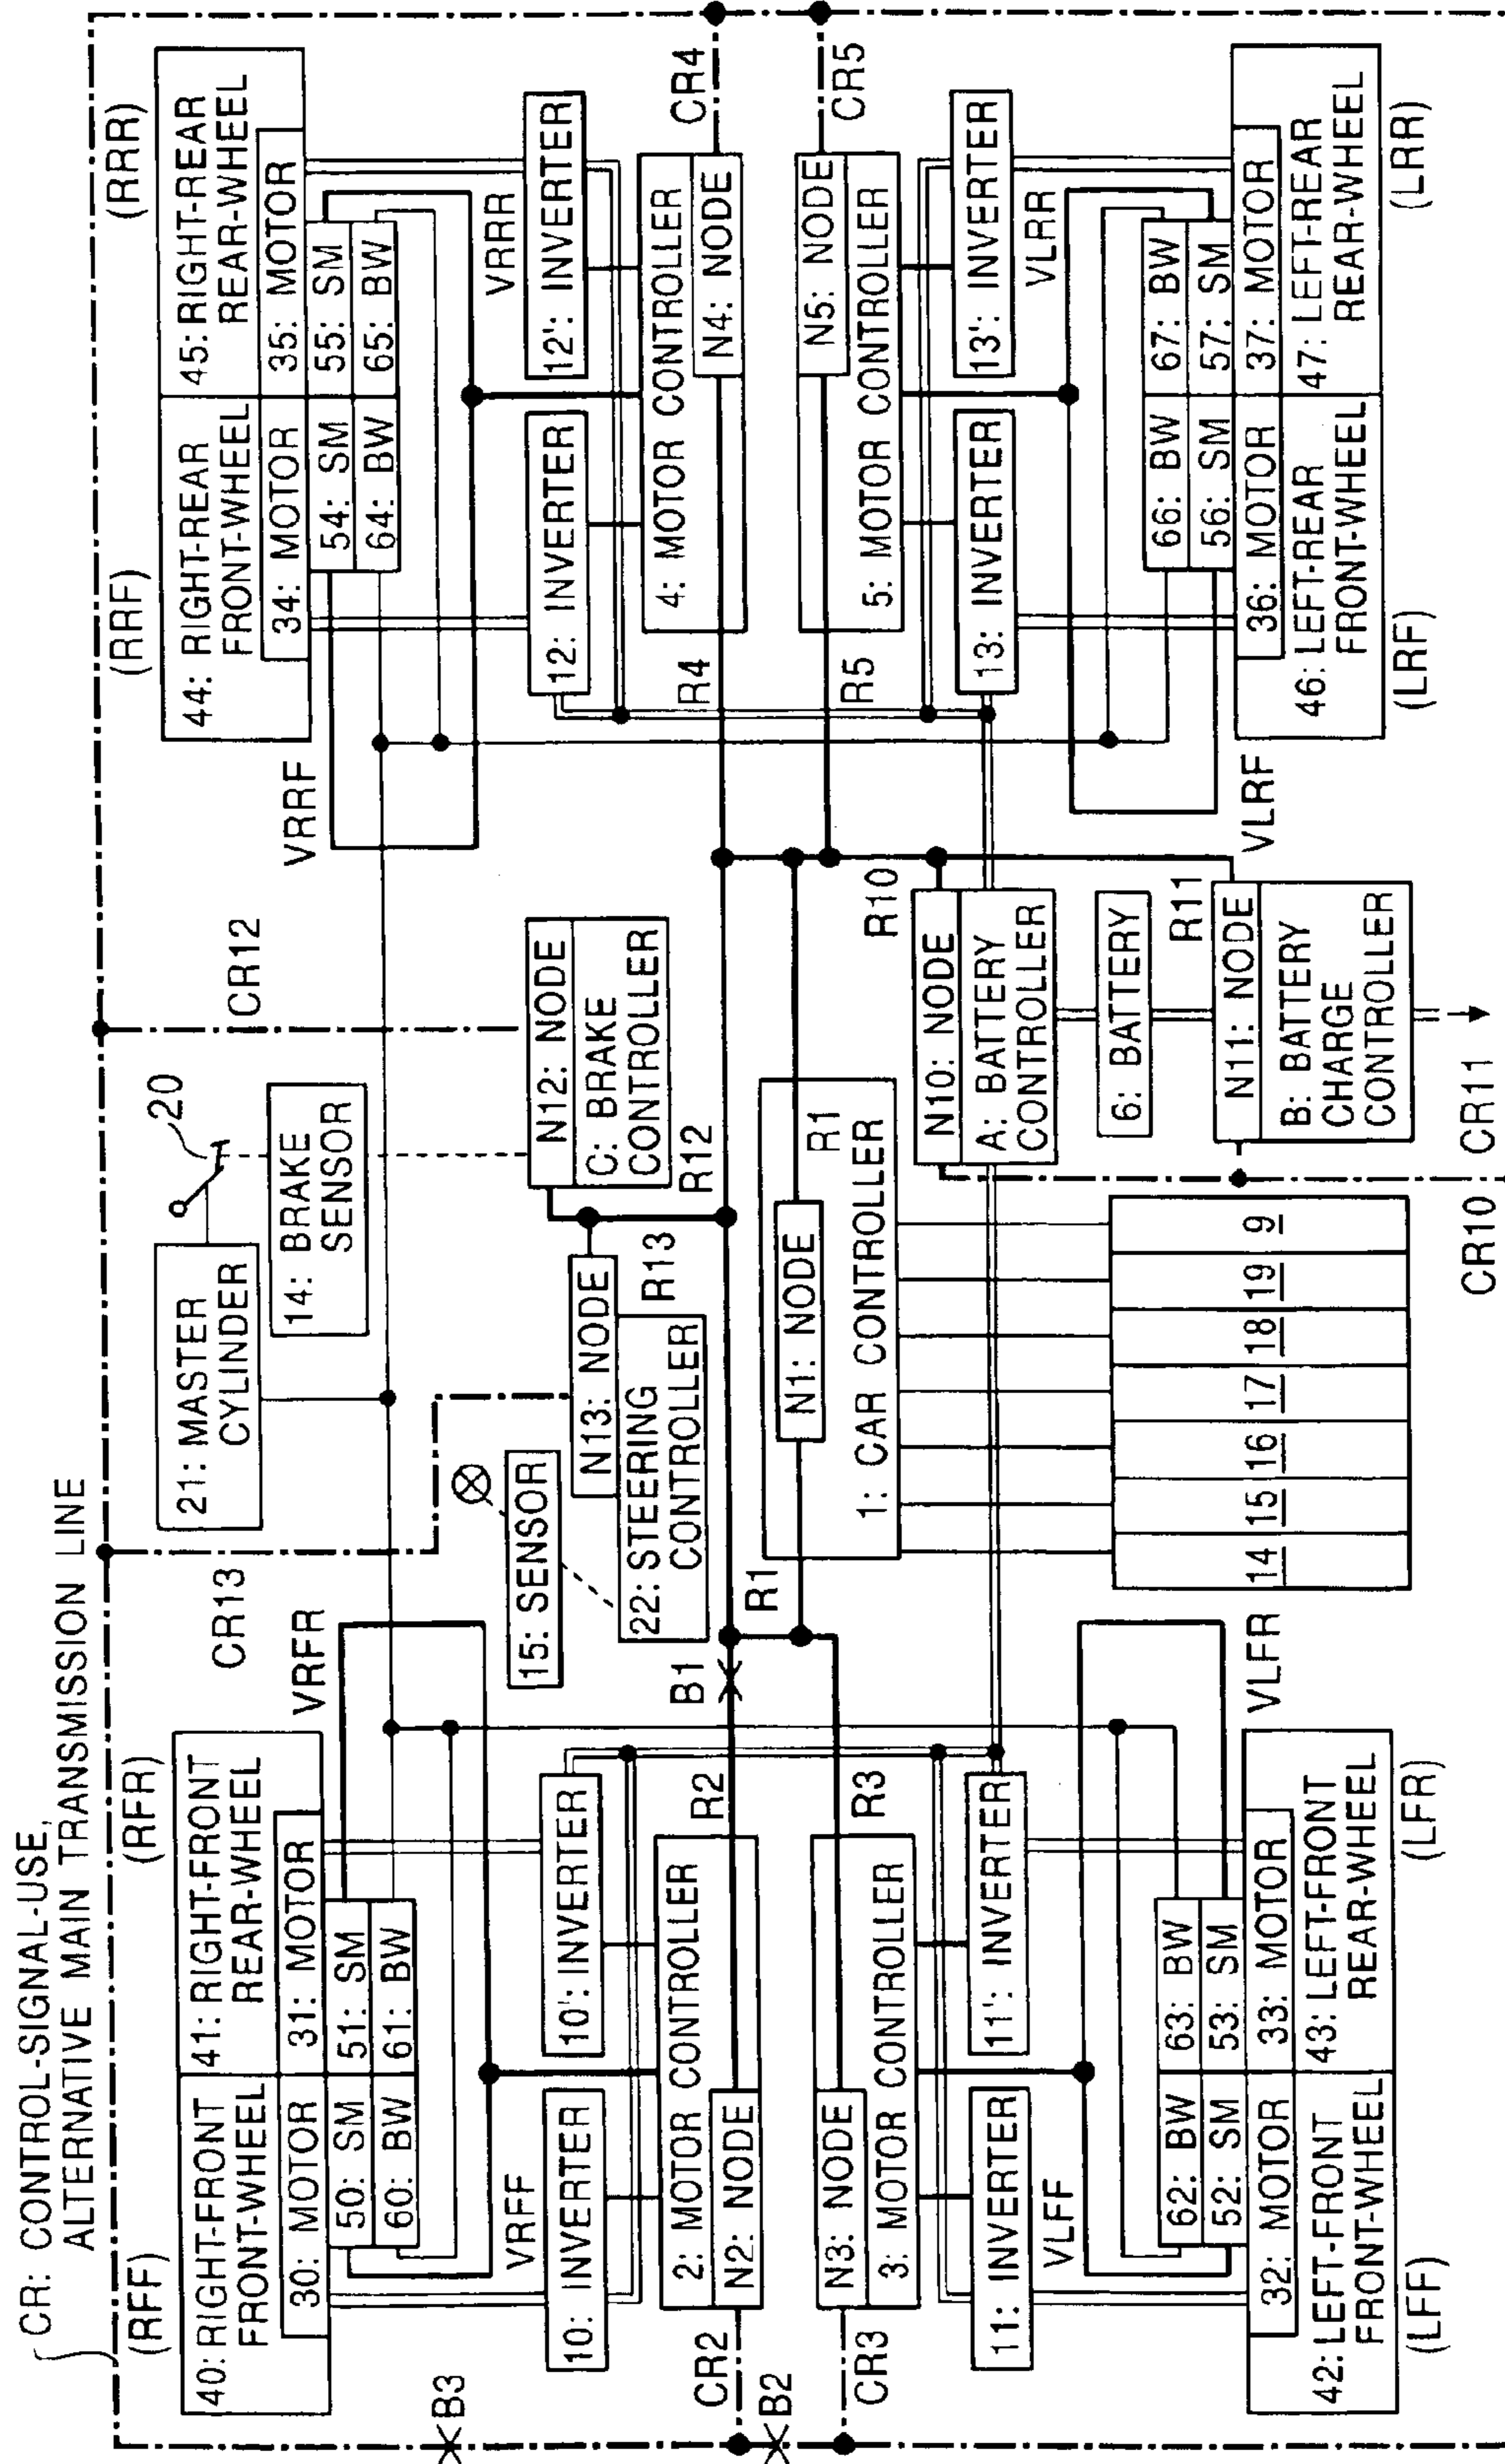 CR: CONTROL-SIGNAL-USE,
ALTERNATIVE MAIN TRANSMISSION LINE
(RFF)
(RFR)
(RRF)
(RRR)
40: RIGHT-FRONT
FRONT-WHEEL
41: RIGHT-FRONT
REAR-WHEEL
30: MOTOR
31: MOTOR
50: SM
51: SM
60: BW
61: BW
VRFF
VRFR
CR13
21: MASTER
CYLINDER
20
14: BRAKE
SENSOR
CR12
VRRF
44: RIGHT-REAR
FRONT-WHEEL
45: RIGHT-REAR
REAR-WHEEL
34: MOTOR
35: MOTOR
54: SM
55: SM
64: BW
65: BW
VRRR
B3
10: INVERTER
10': INVERTER
15: SENSOR
N13: NODE
22: STEERING
CONTROLLER
R13
N12: NODE
C: BRAKE
CONTROLLER
R12
12: INVERTER
12': INVERTER
CR2
2: MOTOR CONTROLLER
N2: NODE
R2
B1
R4
4: MOTOR CONTROLLER
N4: NODE
CR4
B2
R1
N1: NODE
R1
1: CAR CONTROLLER
CR3
N3: NODE
3: MOTOR CONTROLLER
R3
R5
N5: NODE
5: MOTOR CONTROLLER
CR5
R10
N10: NODE
A: BATTERY
CONTROLLER
11: INVERTER
11': INVERTER
13: INVERTER
13': INVERTER
VLFF
VLFR
VLRF
VLRR
6: BATTERY
R11
N11: NODE
B: BATTERY
CHARGE
CONTROLLER
14
15
16
17
18
19
9
62: BW
63: BW
52: SM
53: SM
32: MOTOR
33: MOTOR
42: LEFT-FRONT
FRONT-WHEEL
43: LEFT-FRONT
REAR-WHEEL
(LFF)
(LFR)
66: BW
67: BW
56: SM
57: SM
36: MOTOR
37: MOTOR
46: LEFT-REAR
FRONT-WHEEL
47: LEFT-REAR
REAR-WHEEL
(LRF)
(LRR)
CR10
CR11